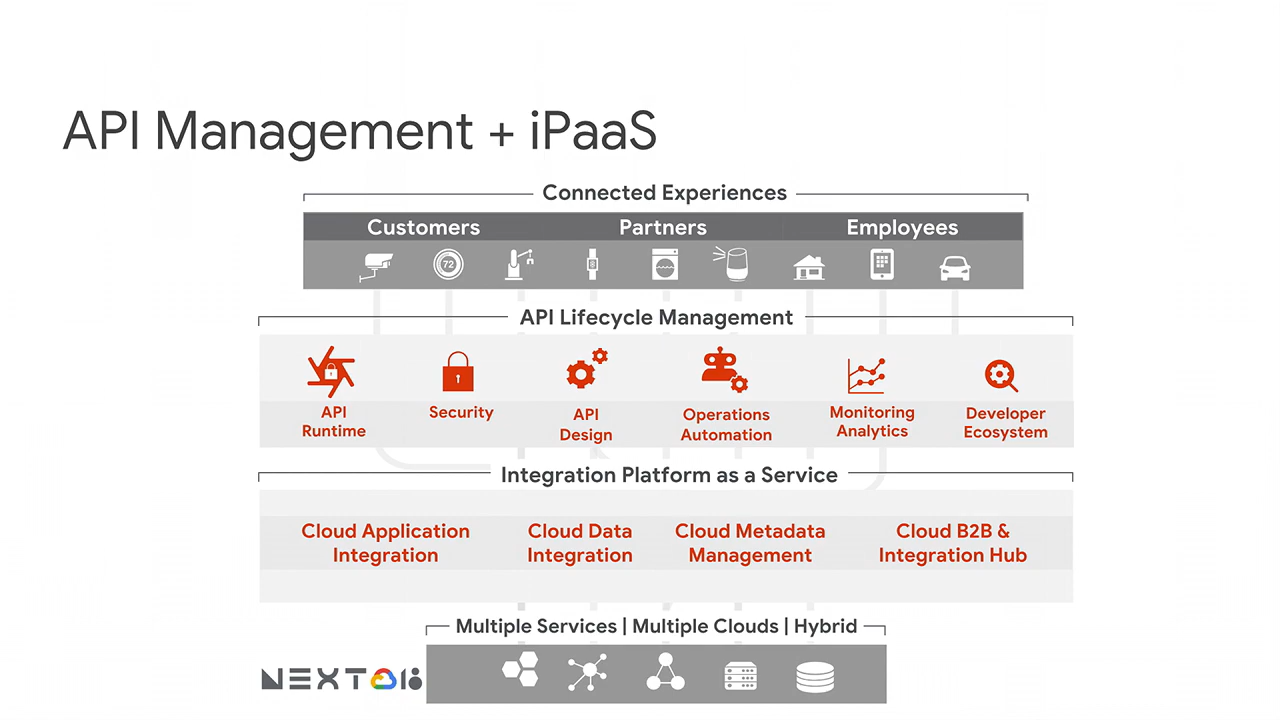 API Management + iPaaS
Connected Experiences
Customers Partners Employees
72
API Lifecycle Management
API Runtime
Security
API Design
Operations Automation
Monitoring Analytics
Developer Ecosystem
Integration Platform as a Service
Cloud Application Integration
Cloud Data Integration
Cloud Metadata Management
Cloud B2B & Integration Hub
Multiple Services | Multiple Clouds | Hybrid
NEXT 18